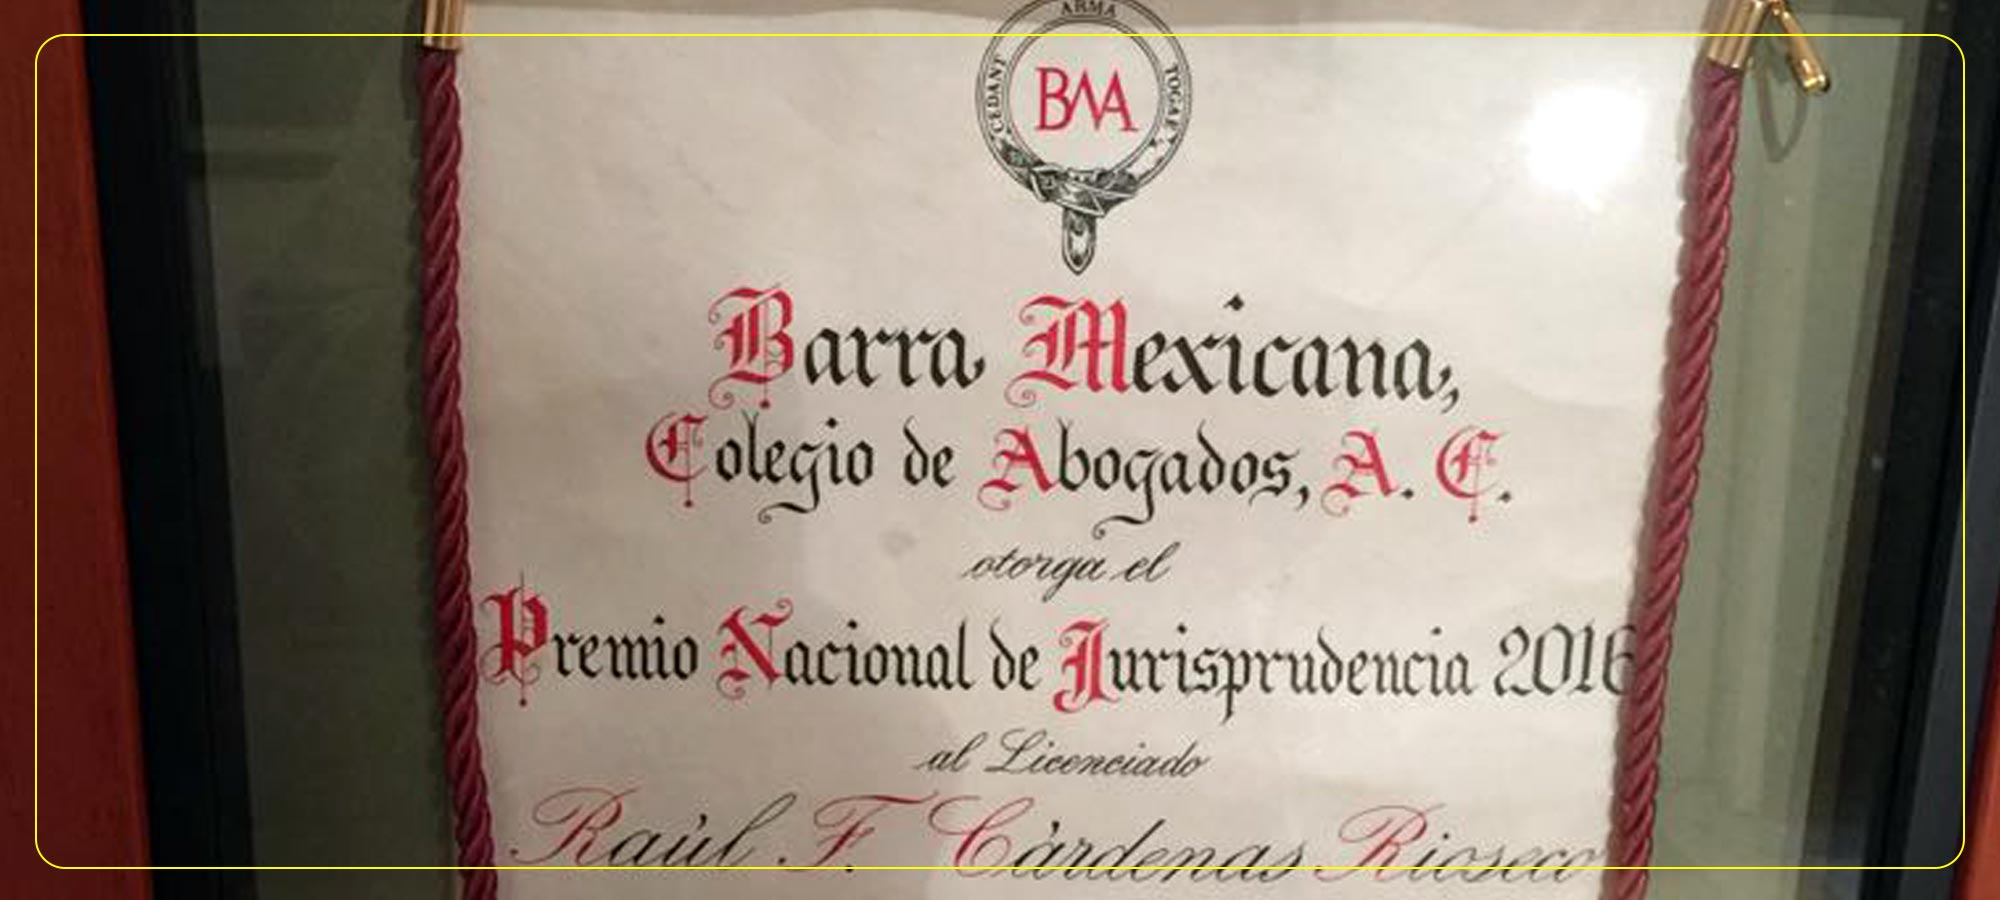 CEDANT ARMA TOGAE
BMA
Barra Mexicana,
Colegio de Abogados, A. C.
otorga el
Premio Nacional de Jurisprudencia 2016
al Licenciado
Raúl F. Cárdenas Rioseco